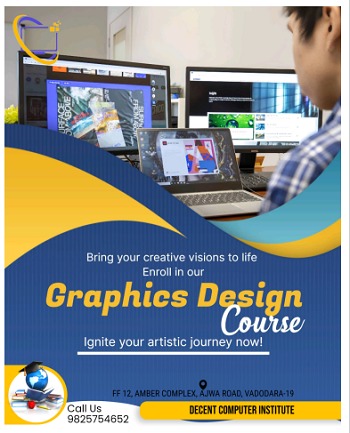 Bring your creative visions to life
Enroll in our
Graphics Design
Course
Ignite your artistic journey now!
FF 12, AMBER COMPLEX, AJWA ROAD, VADODARA-19
Call Us
9825754652
DECENT COMPUTER INSTITUTE